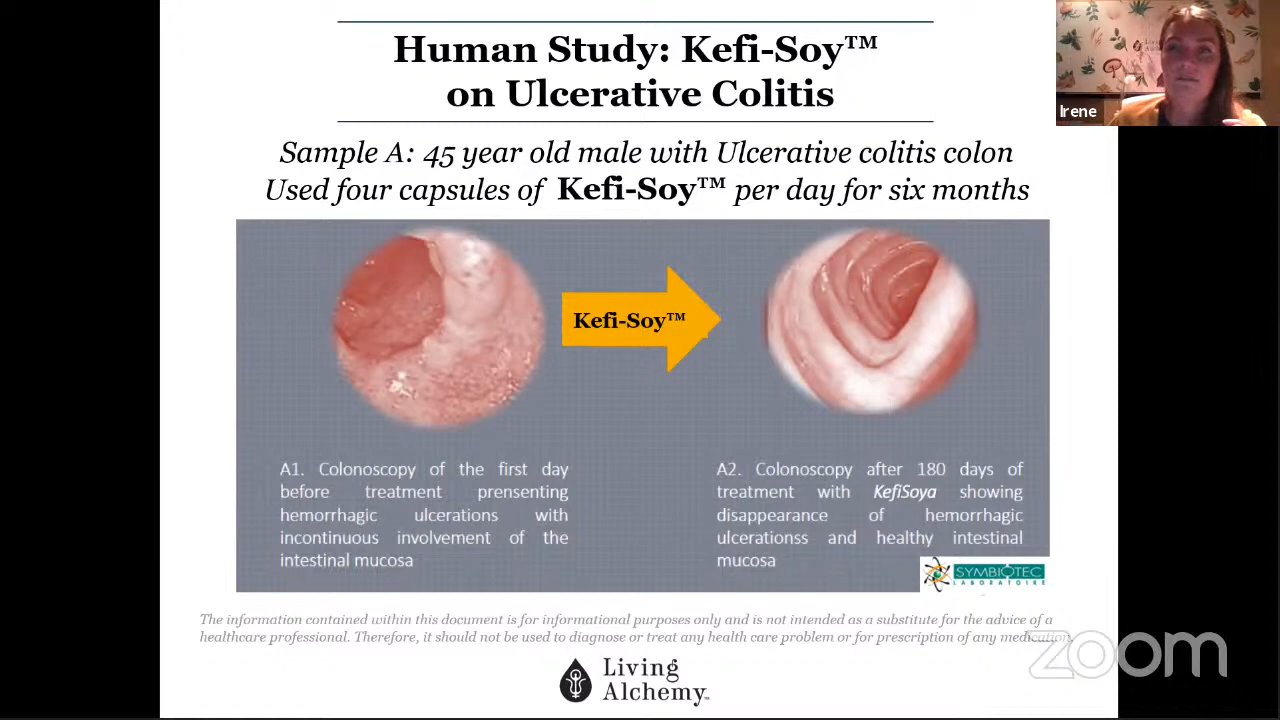 Human Study: Kefi-Soy™
on Ulcerative Colitis
Irene
Sample A: 45 year old male with Ulcerative colitis colon
Used four capsules of Kefi-Soy™ per day for six months
Kefi-Soy™
A1. Colonoscopy of the first day
before treatment prensenting
hemorrhagic ulcerations with
incontinuous involvement of the
intestinal mucosa
A2. Colonoscopy after 180 days of
treatment with KefiSoya showing
disappearance of hemorrhagic
ulcerationss and healthy intestinal
mucosa
SYMBIOTEC
LABORATOIRE
The information contained within this document is for informational purposes only and is not intended as a substitute for the advice of a
healthcare professional. Therefore, it should not be used to diagnose or treat any health care problem or for prescription of any medication.
Living
Alchemy™
zoom